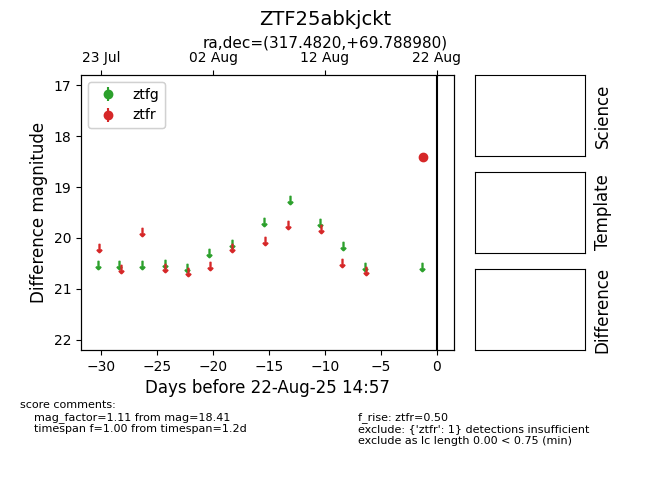 ZTF25abkjckt
ra,dec=(317.4820,+69.788980)
23 Jul 02 Aug 12 Aug 22 Aug
ztfg
ztfr
17
18
19
20
21
22
Difference magnitude
−30 −25 −20 −15 −10 −5 0
Days before 22-Aug-25 14:57
Science
Template
Difference
score comments:
mag_factor=1.11 from mag=18.41
timespan f=1.00 from timespan=1.2d
f_rise: ztfr=0.50
exclude: {'ztfr': 1} detections insufficient
exclude as lc length 0.00 < 0.75 (min)